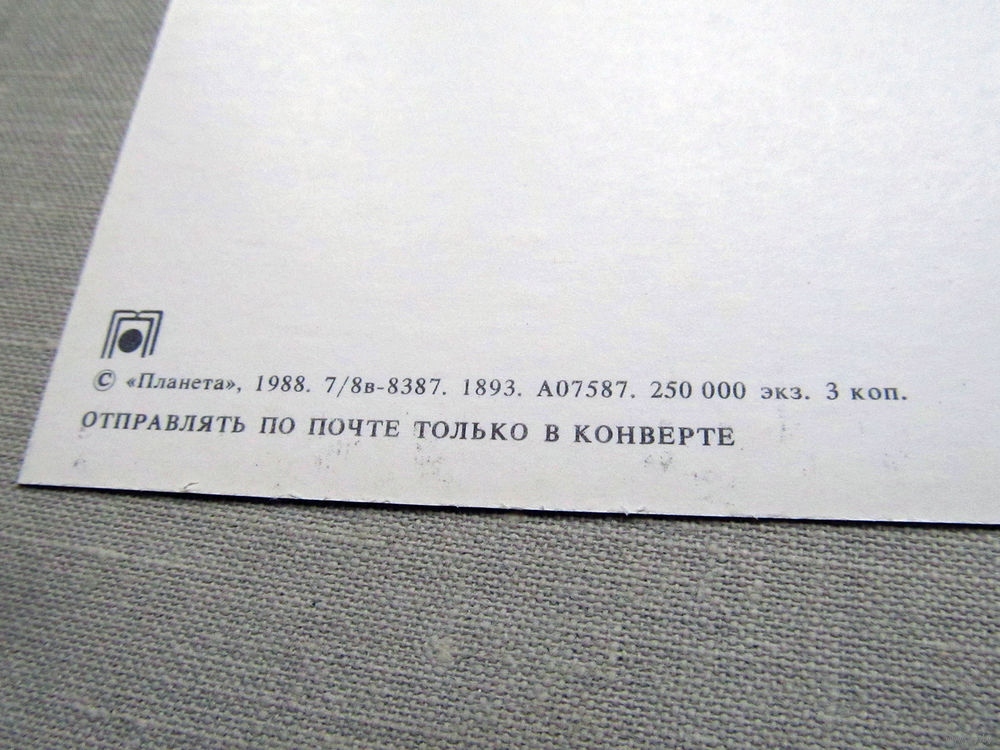 © «Планета», 1988. 7/8в-8387. 1893. А07587. 250 000 экз. 3 коп.
ОТПРАВЛЯТЬ ПО ПОЧТЕ ТОЛЬКО В КОНВЕРТЕ